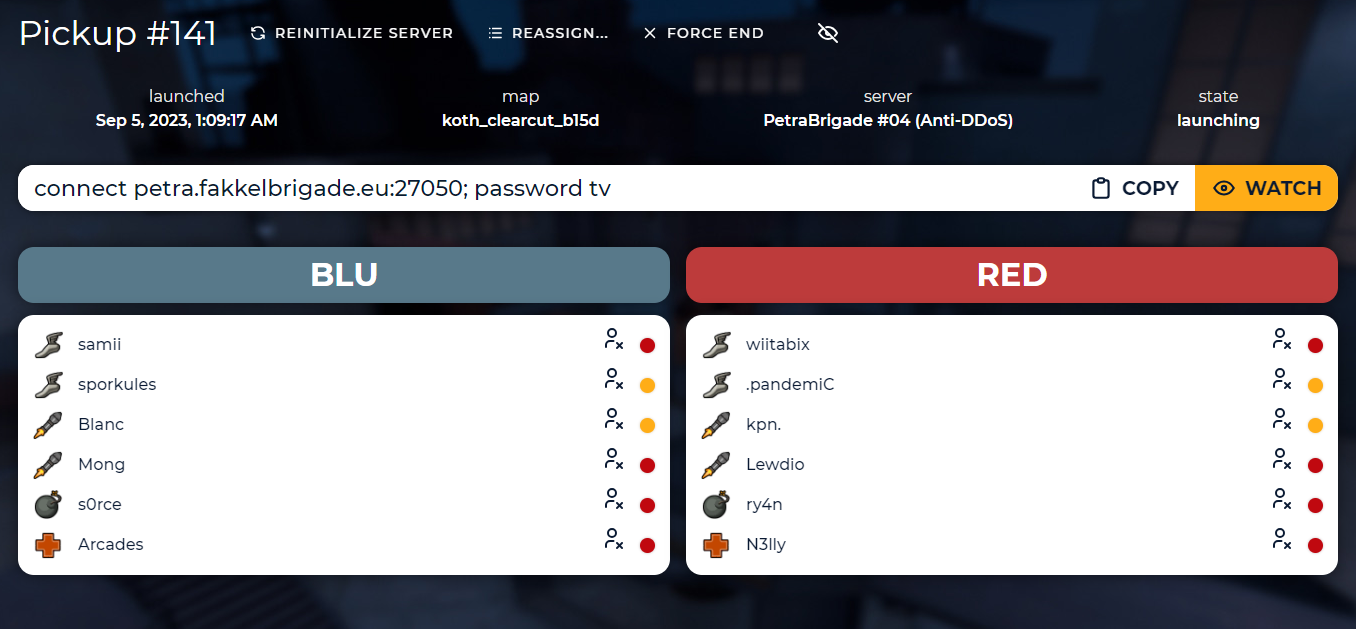 Pickup #141 REINITIALIZE SERVER REASSIGN... FORCE END
launched map server state
Sep 5, 2023, 1:09:17 AM koth_clearcut_b15d PetraBrigade #04 (Anti-DDoS) launching
connect petra.fakkelbrigade.eu:27050; password tv COPY WATCH
BLU
samii
sporkules
Blanc
Mong
s0rce
Arcades
RED
wiitabix
.pandemiC
kpn.
Lewdio
ry4n
N3lly